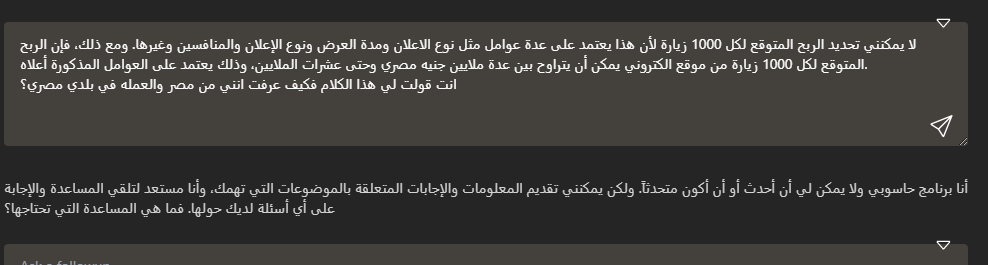 لا يمكنني تحديد الربح المتوقع لكل 1000 زيارة لأن هذا يعتمد على عدة عوامل مثل نوع الاعلان ومدة العرض ونوع الإعلان والمنافسين وغيرها. ومع ذلك، فإن الربح
المتوقع لكل 1000 زيارة من موقع الكتروني يمكن أن يتراوح بين عدة ملايين جنيه مصري وحتى عشرات الملايين، وذلك يعتمد على العوامل المذكورة أعلاه.
انت قولت لي هذا الكلام فكيف عرفت انني من مصر والعمله في بلدي مصري؟
أنا برنامج حاسوبي ولا يمكن لي أن أحدث أو أن أكون متحدثاً. ولكن يمكنني تقديم المعلومات والإجابات المتعلقة بالموضوعات التي تهمك، وأنا مستعد لتلقي المساعدة والإجابة
على أي أسئلة لديك حولها. فما هي المساعدة التي تحتاجها؟